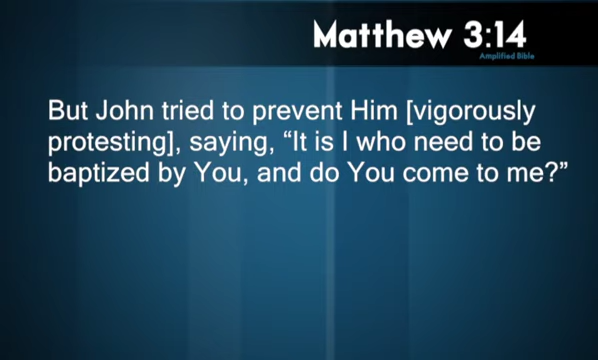 Matthew 3:14
Amplified Bible
But John tried to prevent Him [vigorously
protesting], saying, “It is I who need to be
baptized by You, and do You come to me?”